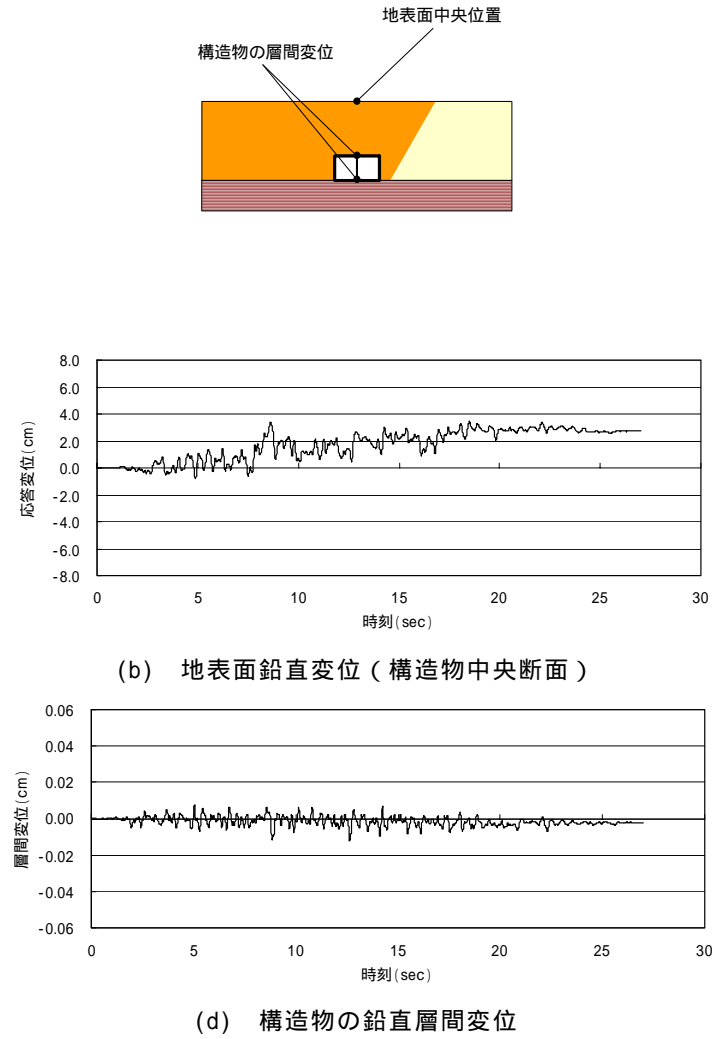 地表面中央位置
構造物の層間変位
8.0
6.0
4.0
2.0
0.0
-2.0
-4.0
-6.0
-8.0
応答変位(cm)
0 5 10 15 20 25 30
時刻(sec)
(b) 地表面鉛直変位(構造物中央断面)
0.06
0.04
0.02
0.00
-0.02
-0.04
-0.06
層間変位(cm)
0 5 10 15 20 25 30
時刻(sec)
(d) 構造物の鉛直層間変位